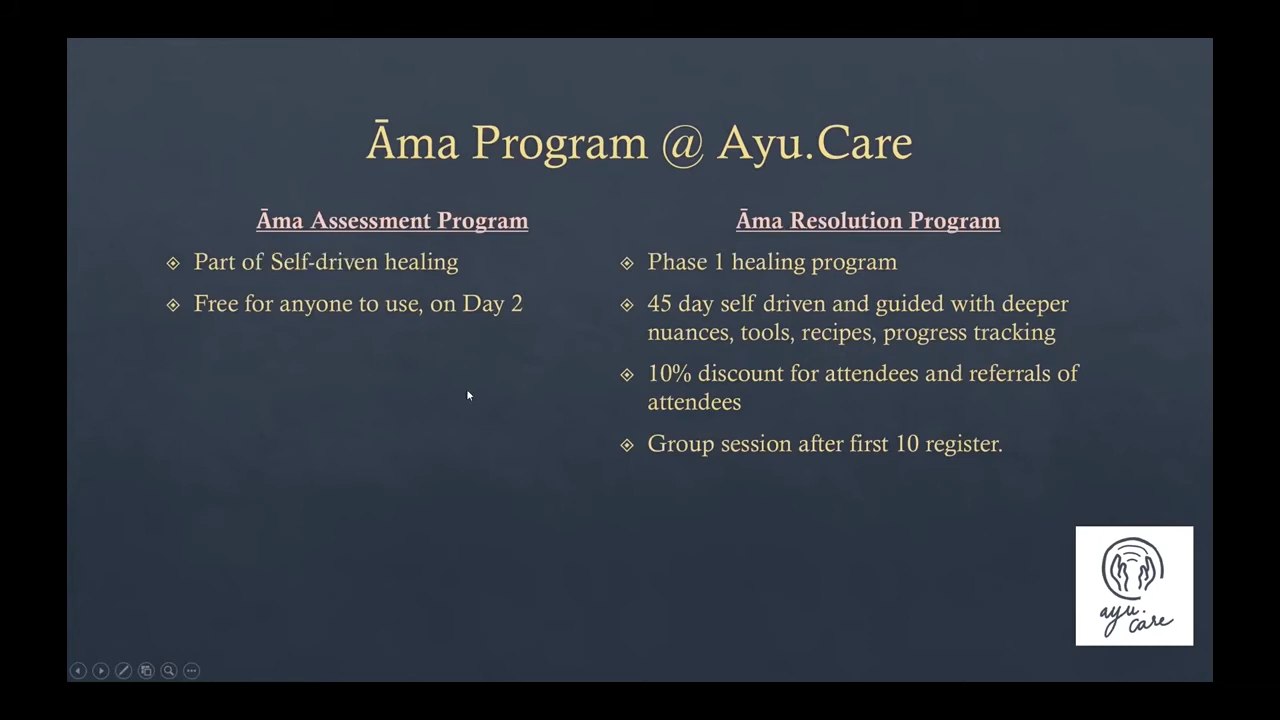 Āma Program @ Ayu.Care
Āma Assessment Program
Part of Self-driven healing
Free for anyone to use, on Day 2
Āma Resolution Program
Phase 1 healing program
45 day self driven and guided with deeper
nuances, tools, recipes, progress tracking
10% discount for attendees and referrals of
attendees
Group session after first 10 register.
ayu.
care